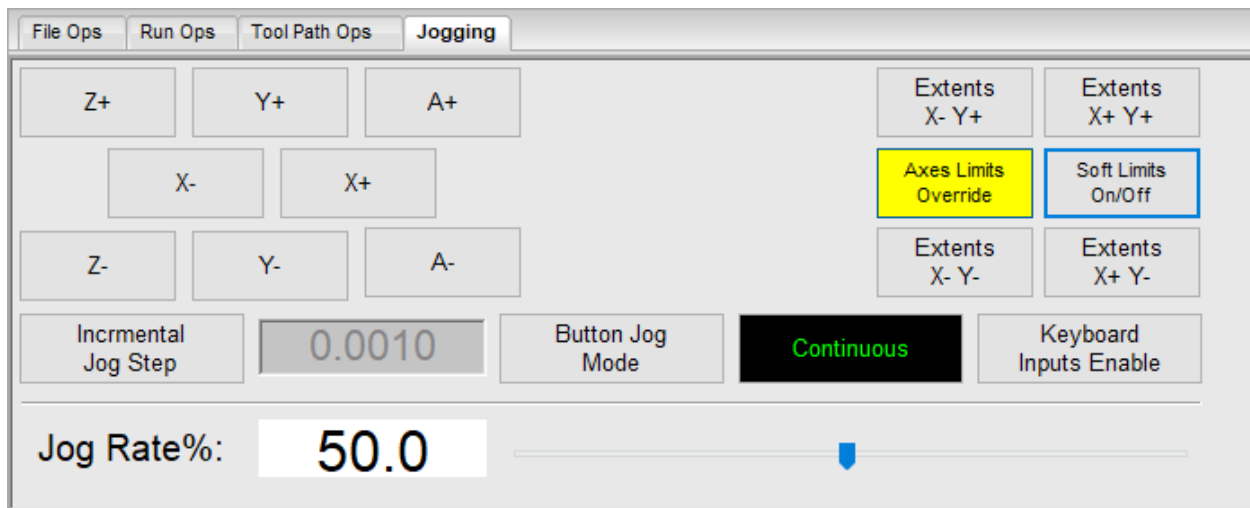 File Ops Run Ops Tool Path Ops Jogging
Z+ Y+ A+
Extents
X- Y+
Extents
X+ Y+
X- X+
Axes Limits
Override
Soft Limits
On/Off
Z- Y- A-
Extents
X- Y-
Extents
X+ Y-
Incrmental
Jog Step
0.0010
Button Jog
Mode
Continuous
Keyboard
Inputs Enable
Jog Rate%: 50.0